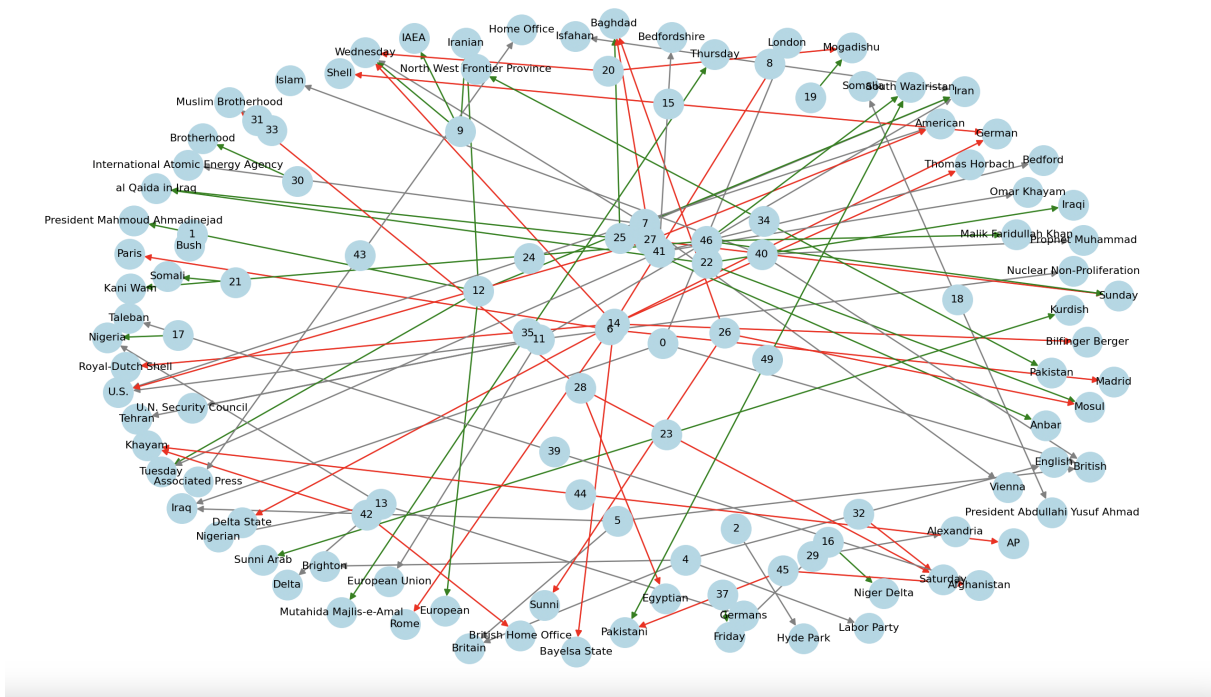 Home Office
Baghdad
Bedfordshire
Isfahan
IAEA
Iranian
London
Mogadishu
Wednesday
Thursday
8
North West Frontier Province
Shell
20
Islam
Somalia
South Waziristan
Iran
19
Muslim Brotherhood
15
31
33
9
American
German
Brotherhood
International Atomic Energy Agency
Thomas Horbach
Bedford
30
al Qaida in Iraq
Omar Khayam
Iraqi
President Mahmoud Ahmadinejad
7
34
1
Bush
25
27
46
Malik Faridullah Khan
Prophet Muhammad
Paris
43
24
41
22
40
Somali
21
Kani Wam
Nuclear Non-Proliferation
12
18
Sunday
Kurdish
Taleban
Nigeria
17
35
11
14
6
26
0
Bilfinger Berger
Royal-Dutch Shell
49
Pakistan
Madrid
U.S.
28
U.N. Security Council
Tehran
Mosul
Anbar
23
Khayam
39
Tuesday
Associated Press
English
British
Vienna
44
Iraq
13
42
Delta State
5
32
President Abdullahi Yusuf Ahmad
2
Nigerian
Alexandria
AP
16
29
Sunni Arab
Brighton
4
45
Delta
European Union
Saturday
Afghanistan
Niger Delta
37
Egyptian
Mutahida Majlis-e-Amal
European
Sunni
Rome
Germans
British Home Office
Pakistani
Friday
Hyde Park
Labor Party
Britain
Bayelsa State